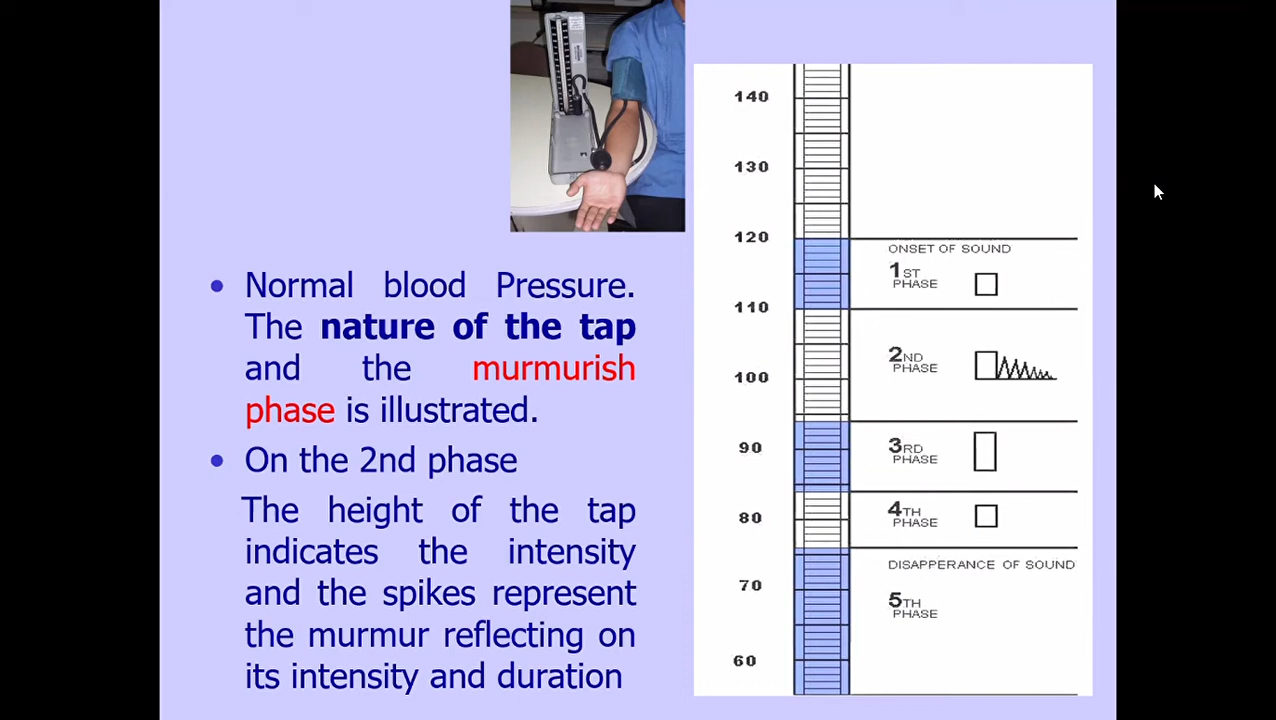 • Normal blood Pressure.
The nature of the tap
and the murmurish
phase is illustrated.
• On the 2nd phase
The height of the tap
indicates the intensity
and the spikes represent
the murmur reflecting on
its intensity and duration
140
130
120
ONSET OF SOUND
1ST
PHASE
110
2ND
PHASE
100
90
3RD
PHASE
80
4TH
PHASE
DISAPPERANCE OF SOUND
70
5TH
PHASE
60